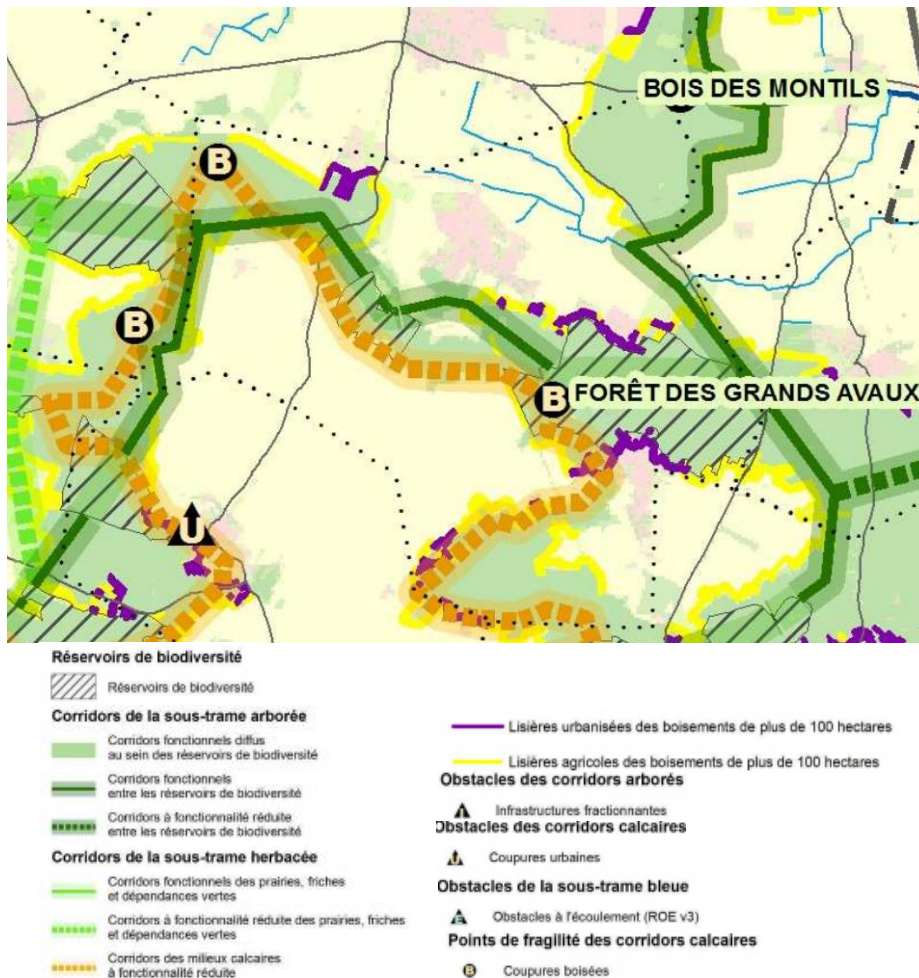 BOIS DES MONTILS
B
B
B
FORÊT DES GRANDS AVAUX
U
Réservoirs de biodiversité
Réservoirs de biodiversité
Corridors de la sous-trame arborée
Corridors fonctionnels diffus
au sein des réservoirs de biodiversité
Corridors fonctionnels
entre les réservoirs de biodiversité
Corridors à fonctionnalité réduite
entre les réservoirs de biodiversité
Corridors de la sous-trame herbacée
Corridors fonctionnels des prairies, friches
et dépendances vertes
Corridors à fonctionnalité réduite des prairies, friches
et dépendances vertes
Corridors des milieux calcaires
à fonctionnalité réduite
Lisières urbanisées des boisements de plus de 100 hectares
Lisières agricoles des boisements de plus de 100 hectares
Obstacles des corridors arborés
Infrastructures fractionnantes
Obstacles des corridors calcaires
U Coupures urbaines
Obstacles de la sous-trame bleue
Obstacles à l'écoulement (ROE v3)
Points de fragilité des corridors calcaires
B Coupures boisées